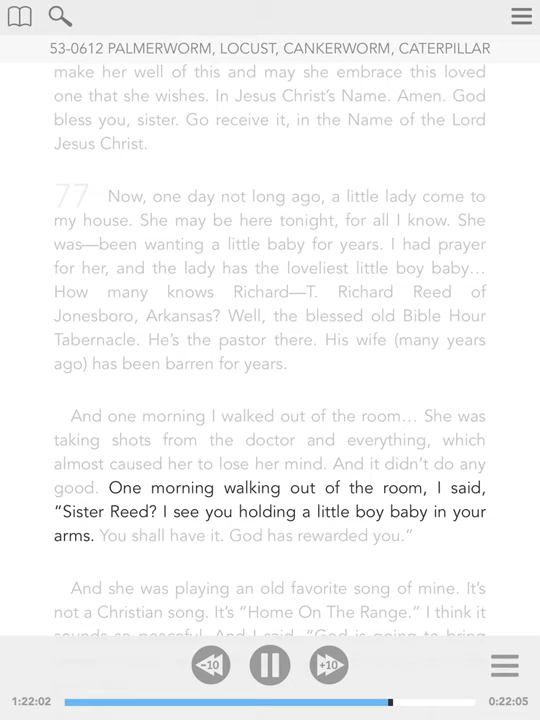 53-0612 PALMERWORM, LOCUST, CANKERWORM, CATERPILLAR
make her well of this and may she embrace this loved
one that she wishes. In Jesus Christ's Name. Amen. God
bless you, sister. Go receive it, in the Name of the Lord
Jesus Christ.
77 Now, one day not long ago, a little lady come to
my house. She may be here tonight, for all I know. She
was—been wanting a little baby for years. I had prayer
for her, and the lady has the loveliest little boy baby…
How many knows Richard—T. Richard Reed of
Jonesboro, Arkansas? Well, the blessed old Bible Hour
Tabernacle. He's the pastor there. His wife (many years
ago) has been barren for years.
And one morning I walked out of the room… She was
taking shots from the doctor and everything, which
almost caused her to lose her mind. And it didn't do any
good. One morning walking out of the room, I said,
“Sister Reed? I see you holding a little boy baby in your
arms. You shall have it. God has rewarded you.”
And she was playing an old favorite song of mine. It's
not a Christian song. It's “Home On The Range.” I think it
sounds so peaceful. And I said, “God is going to bring
-10
+10
1:22:02
0:22:05